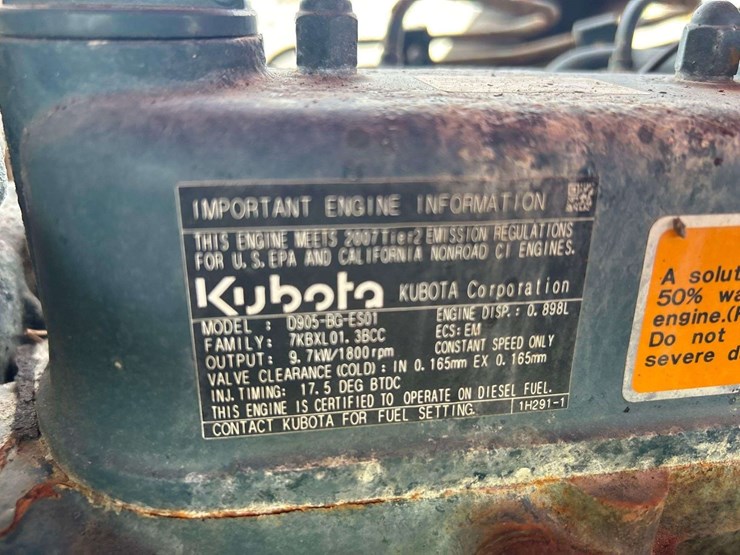 IMPORTANT ENGINE INFORMATION
THIS ENGINE MEETS 2007 Tier2 EMISSION REGULATIONS
FOR U.S.EPA AND CALIFORNIA NONROAD CI ENGINES.
Kubota KUBOTA Corporation
MODEL : D905-BG-ES01 ENGINE DISP.: 0.898L
FAMILY: 7KBXL01.3BCC ECS: EM
OUTPUT: 9.7kW/1800rpm CONSTANT SPEED ONLY
VALVE CLEARANCE (COLD) : IN 0.165mm EX 0.165mm
INJ. TIMING: 17.5 DEG BTDC
THIS ENGINE IS CERTIFIED TO OPERATE ON DIESEL FUEL.
CONTACT KUBOTA FOR FUEL SETTING. 1H291-1
A solut
50% wa
engine.(
Do not
severe d